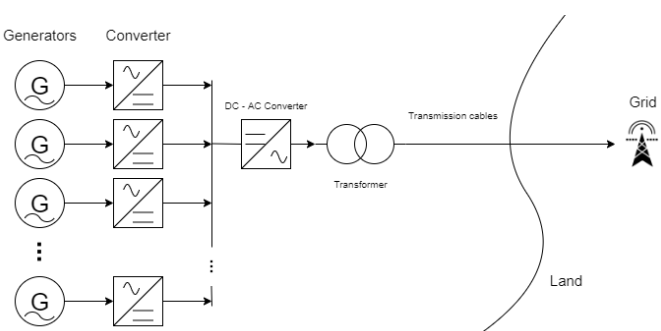 Generators
Converter
G
G
G
G
DC - AC Converter
Transformer
Transmission cables
Grid
Land